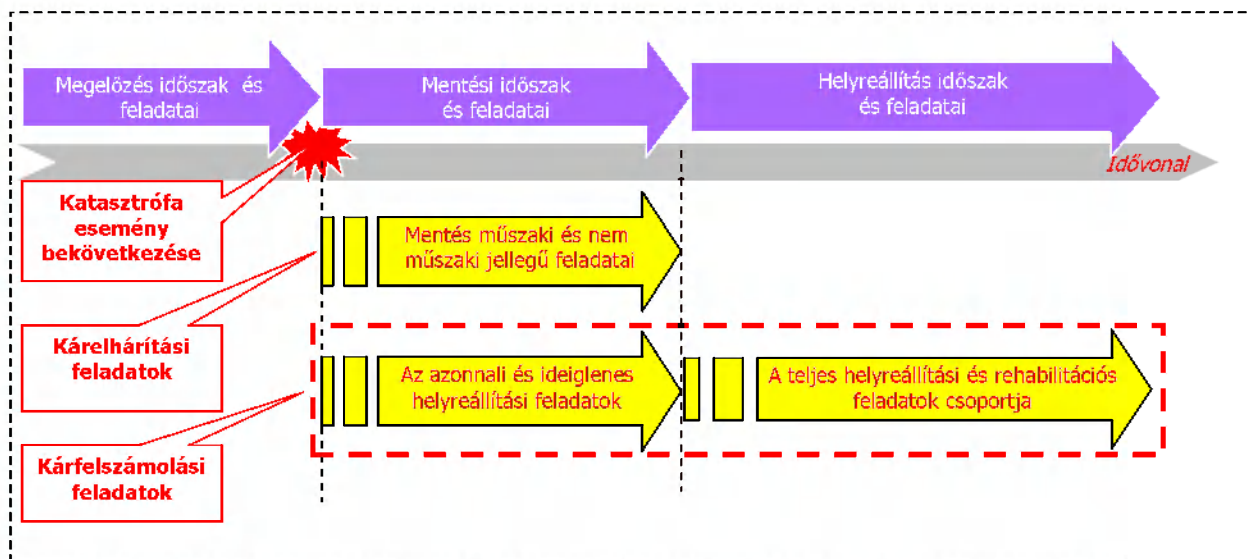 Megelőzés időszak és
feladatai
Mentési időszak
és feladatai
Helyreállítás időszak
és feladatai
Idővonal
Katasztrófa
esemény
bekövetkezése
Mentés műszaki és nem
műszaki jellegű feladatai
Kárelhárítási
feladatok
Az azonnali és ideiglenes
helyreállítási feladatok
A teljes helyreállítási és rehabilitációs
feladatok csoportja
Kárfelszámolási
feladatok